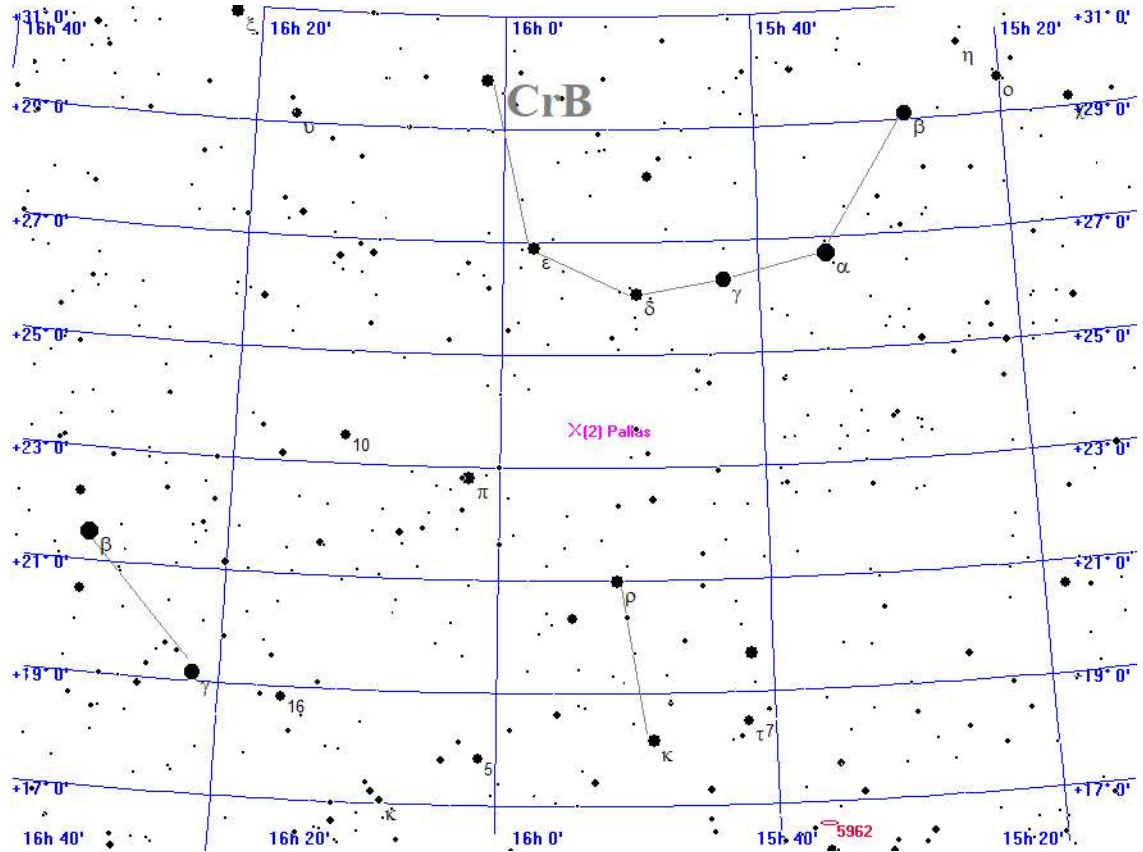 +31° 0' 16h 40' 16h 20' 16h 0' 15h 40' 15h 20' +31° 0'
ξ
η
ο
CrB
+29° 0' υ β χ +29° 0'
+27° 0' +27° 0'
ε α
δ γ
+25° 0' +25° 0'
X(2) Pallas
10
+23° 0' +23° 0'
π
β
+21° 0' +21° 0'
ρ
+19° 0' +19° 0'
γ
16
τ7
κ
5
+17° 0' +17° 0'
κ
5962
16h 40' 16h 20' 16h 0' 15h 40' 15h 20'